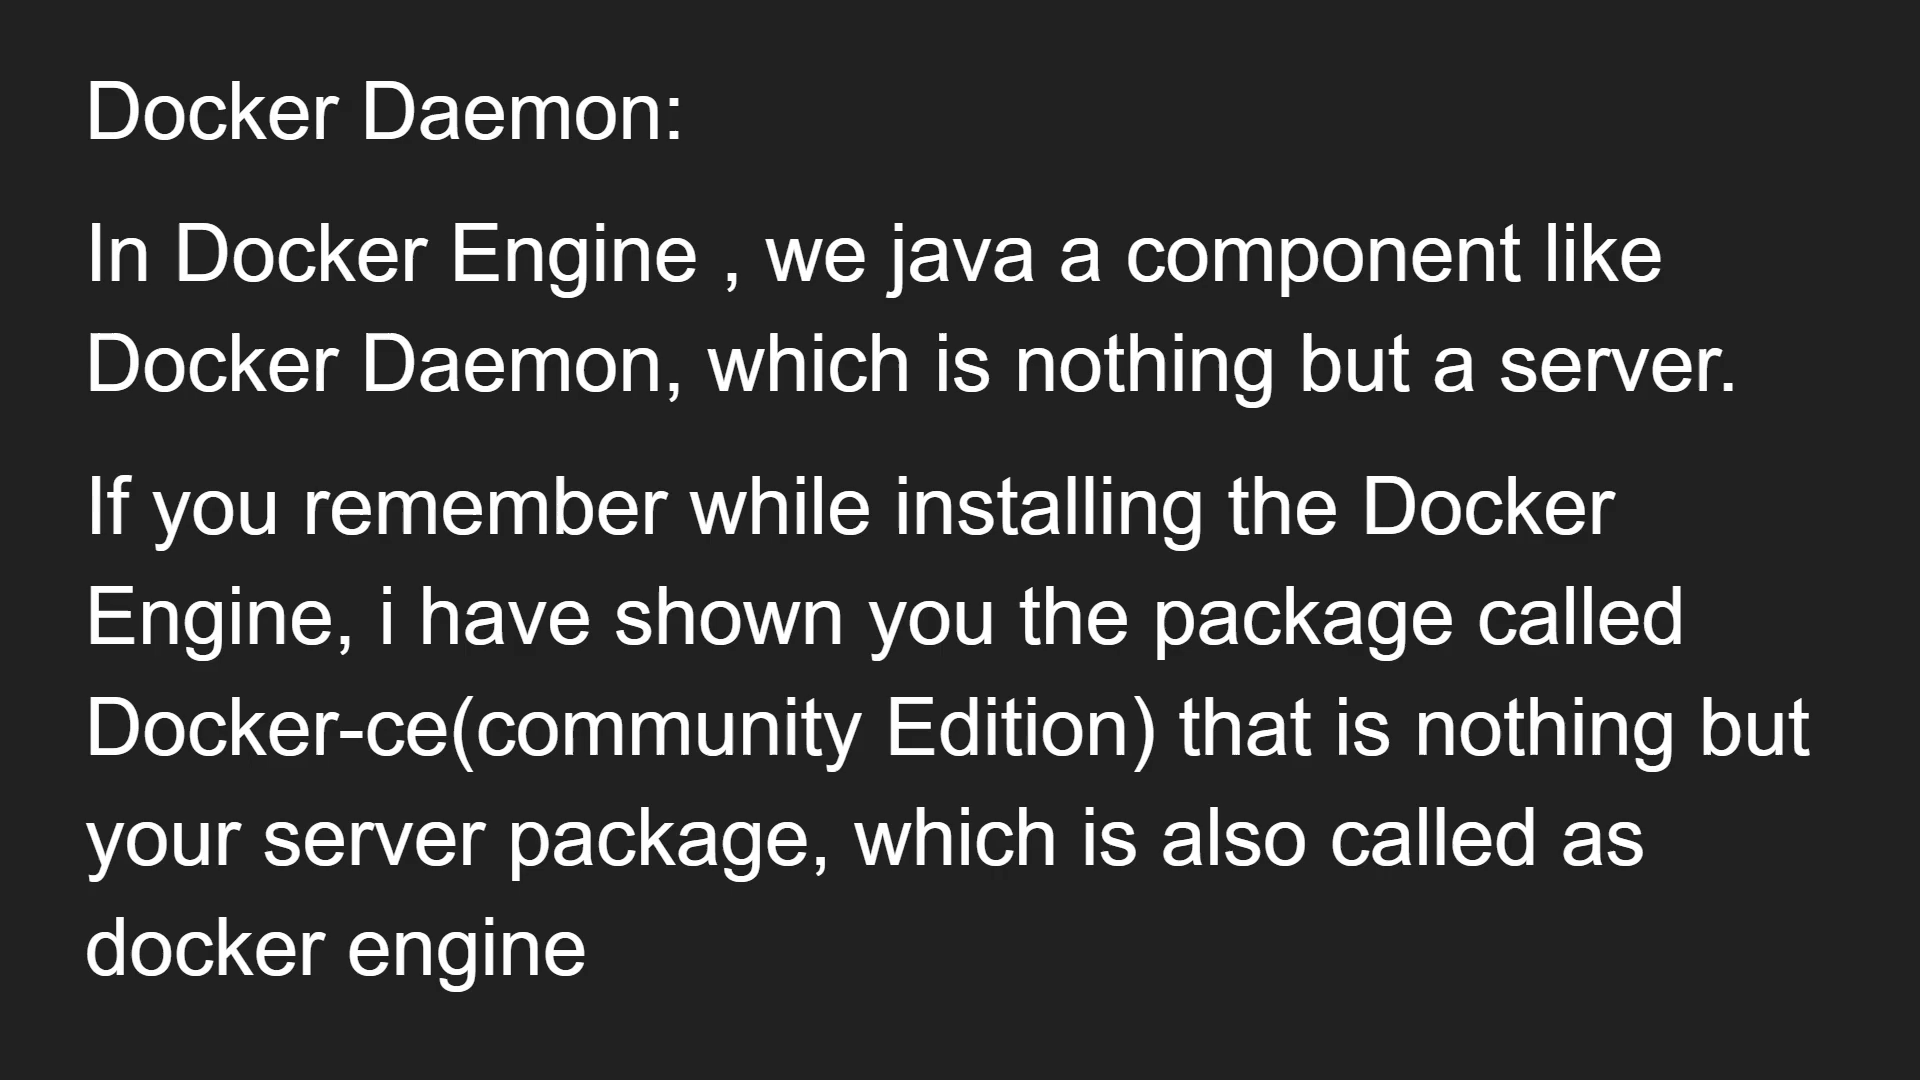 Docker Daemon:
In Docker Engine , we java a component like
Docker Daemon, which is nothing but a server.
If you remember while installing the Docker
Engine, i have shown you the package called
Docker-ce(community Edition) that is nothing but
your server package, which is also called as
docker engine